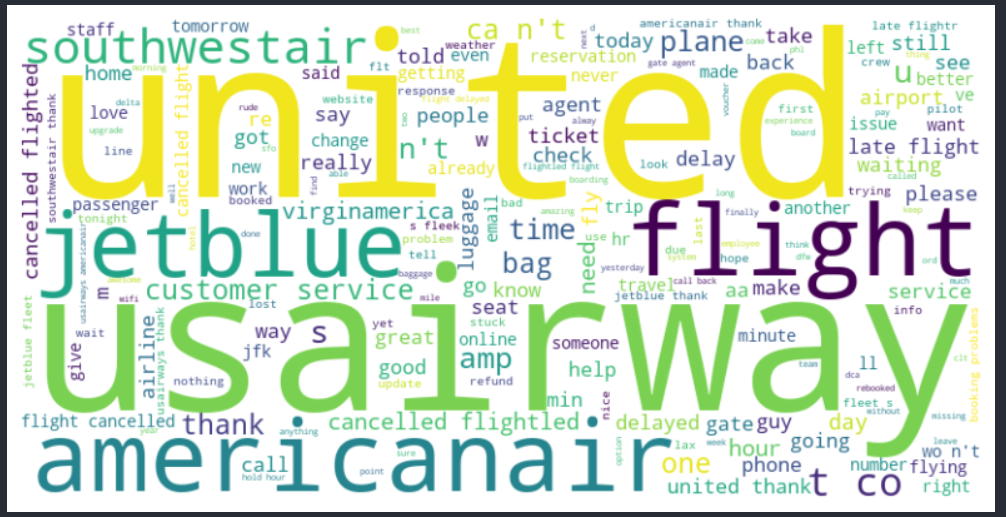 staff
tomorrow
southwestair
united
best
ca n't
americanair thank
late flightr
told
weather
even
today
plane
take
left
still
next
d
come
phl
thing
crew
see
home
morning
said
flt
getting
reservation
gate agent
back
never
made
u
better
cancelled flighted
southwestair thank
love
delta
upgrade
cancelled flight
rude
re
website
response
flight delayed
agent
voucher
first
airport
ve
pay
pilot
say
people
put
alway
experience
board
issue
want
line
got
sfo
change
two
n't
w
ticket
check
flightled flight
look
delay
late flight
waiting
new
really
already
able
find
boarding
called
work
booked
well
long
trying
please
passenger
tonight
virginamerica
luggage
email
bad
amazing
fly
trip
last
finally
another
keep
jetblue
hotel
done
s fleek
problem
tell
time
use
hr
due
system
employee
hope
think
dfw
flight
usairways americanair
awesome
baggage
bag
need
yesterday
call back
ord
much
m
wifi
customer service
mile
go
know
travel
jetblue thank
aa
make
service
lost
seat
info
jetblue fleet
wait
give
airline
usairways thank
way
s
yet
stuck
great
online
someone
minute
jfk
usairway
nothing
good
update
amp
refund
help
team
ll
dca
rebooked
clt
booking problems
min
nice
fleet s
without
missing
flight cancelled
thank
cancelled flightled
delayed
gate
guy
day
year
anything
americanair
call
hold hour
sure
point
option
lax
week
hour
going
leave
wo n't
one
phone
number
flying
united thank
t co
right